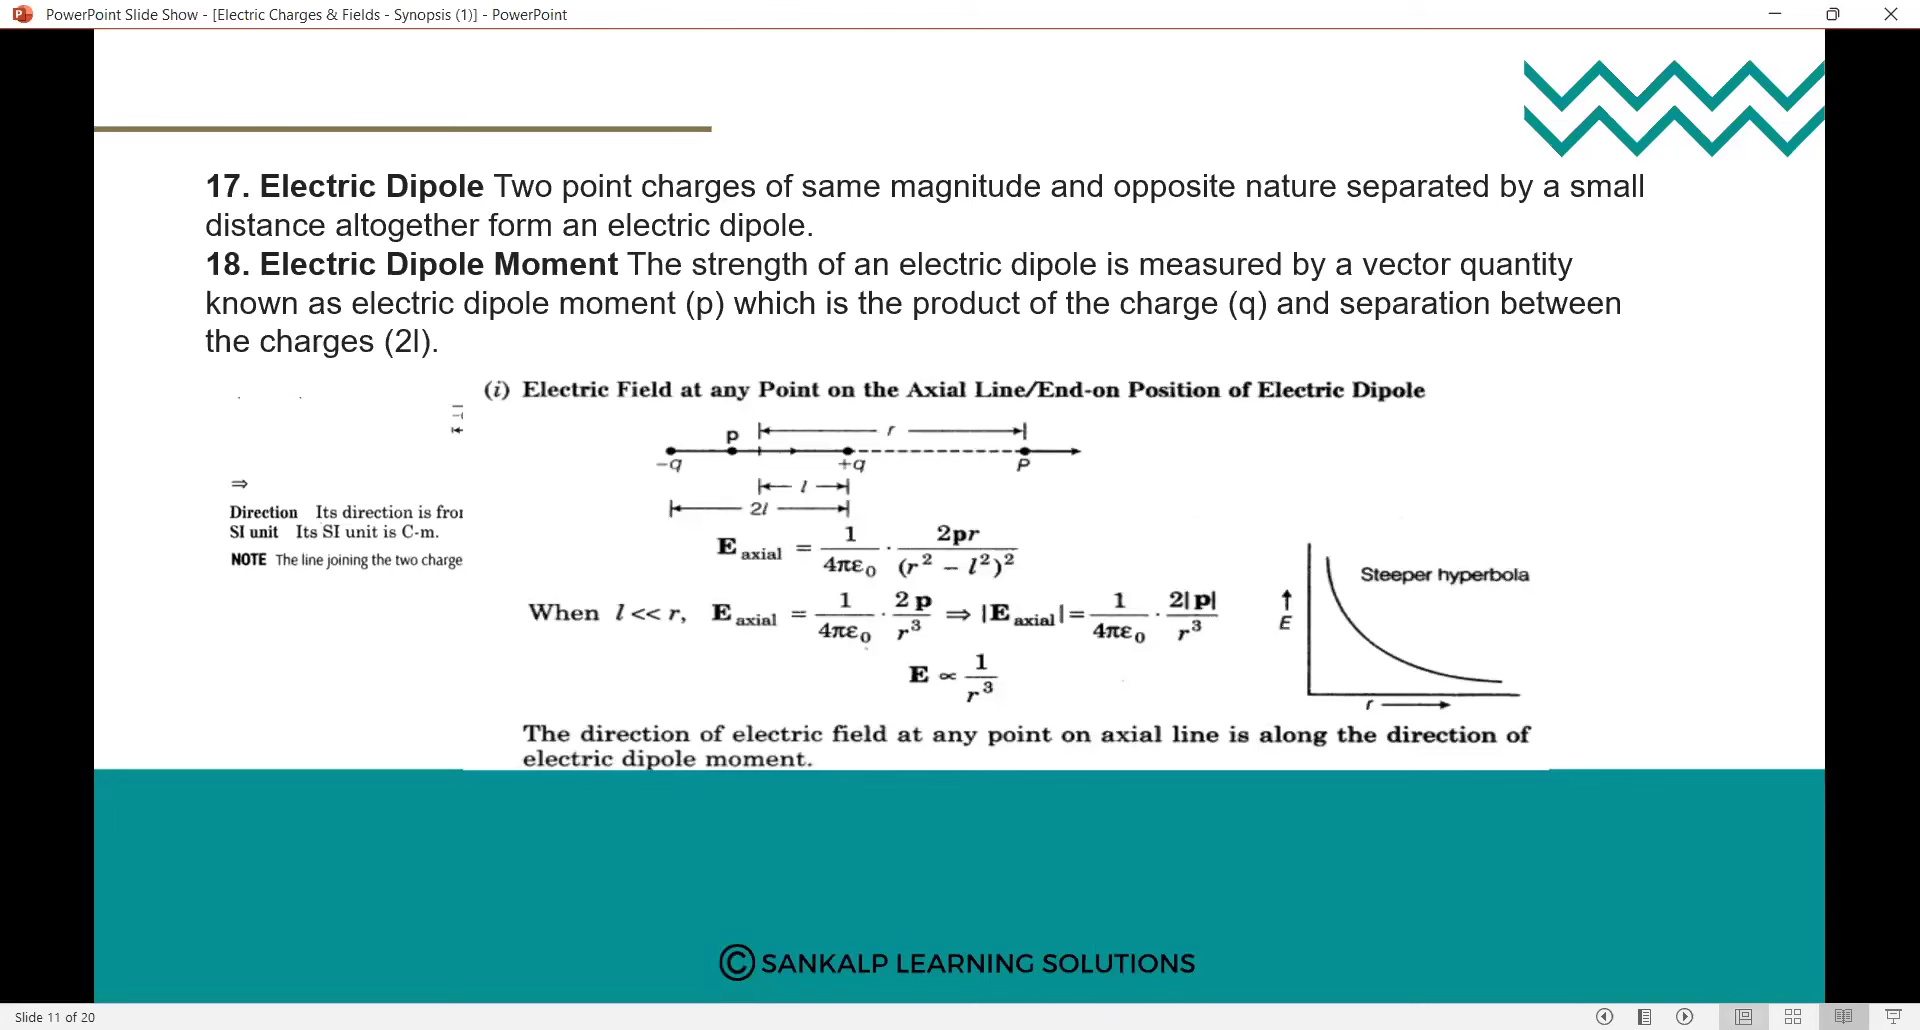 PowerPoint Slide Show - [Electric Charges & Fields - Synopsis (1)] - PowerPoint
17. Electric Dipole Two point charges of same magnitude and opposite nature separated by a small
distance altogether form an electric dipole.
18. Electric Dipole Moment The strength of an electric dipole is measured by a vector quantity
known as electric dipole moment (p) which is the product of the charge (q) and separation between
the charges (2l).
(i) Electric Field at any Point on the Axial Line/End-on Position of Electric Dipole
p r
−q +q P
l
2l
⇒
Direction Its direction is
SI unit Its SI unit is C-m.
NOTE The line joining the two charge
E axial = 1/4πε0 · 2pr/(r² − l²)²
When l << r, E axial = 1/4πε0 · 2p/r³ ⇒ |E axial| = 1/4πε0 · 2|p|/r³
E ∝ 1/r³
Steeper hyperbola
E
r
The direction of electric field at any point on axial line is along the direction of
electric dipole moment.
© SANKALP LEARNING SOLUTIONS
Slide 11 of 20